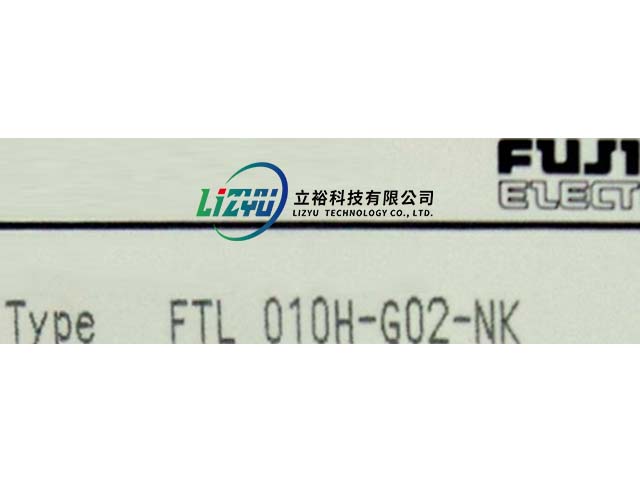 FUJI
ELECT
LIZYU 立裕科技有限公司
LIZYU TECHNOLOGY CO., LTD.
Type FTL 010H-G02-NK